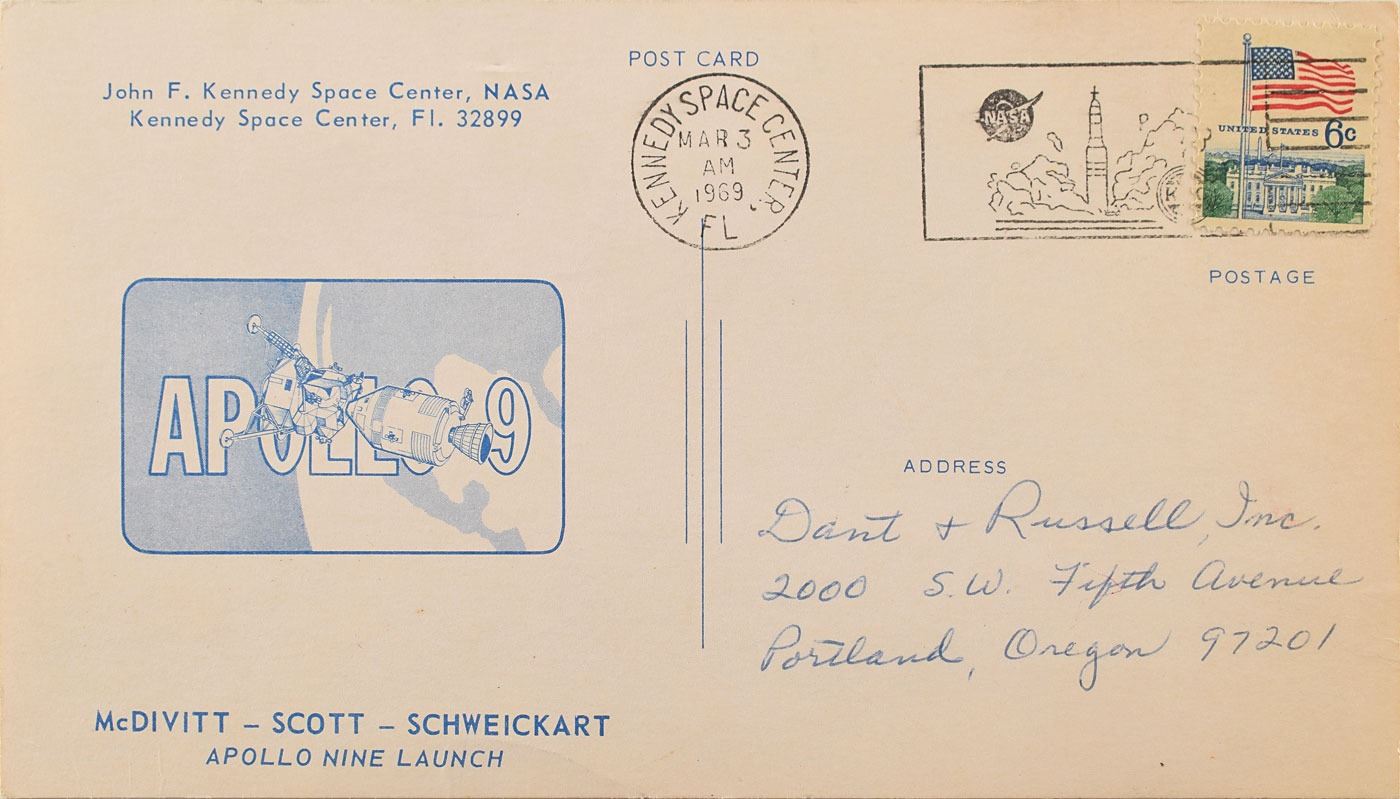 POST CARD
John F. Kennedy Space Center, NASA
Kennedy Space Center, Fl. 32899
KENNEDY SPACE CENTER,
MAR 3
AM
1969
FL
NASA
UNITED STATES 6c
POSTAGE
APOLLO 9
ADDRESS
Dant + Russell, Inc.
2000 S.W. Fifth Avenue
Portland, Oregon 97201
McDIVITT – SCOTT – SCHWEICKART
APOLLO NINE LAUNCH